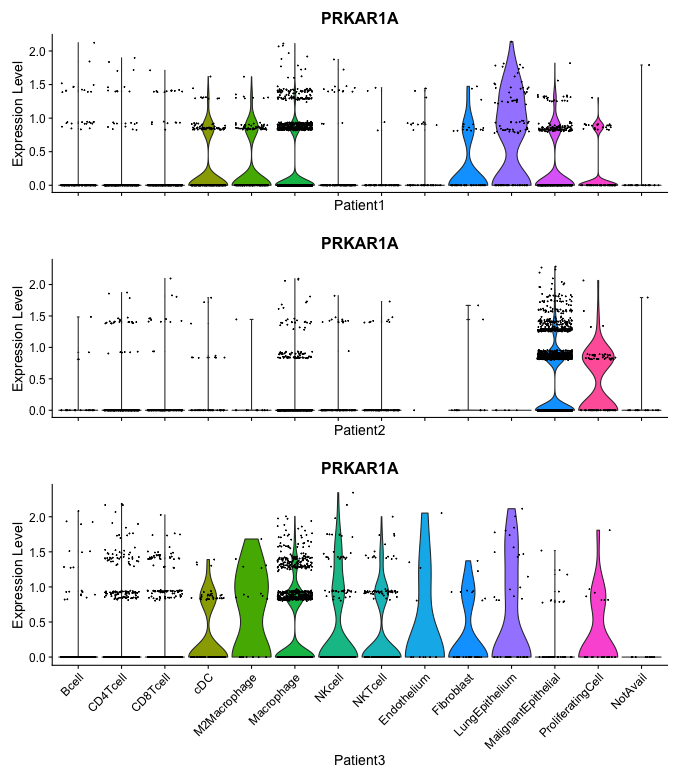 PRKAR1A
Expression Level
2.0
1.5
1.0
0.5
0.0
Patient1
PRKAR1A
Expression Level
2.0
1.5
1.0
0.5
0.0
Patient2
PRKAR1A
Expression Level
2.0
1.5
1.0
0.5
0.0
Bcell
CD4Tcell
CD8Tcell
cDC
M2Macrophage
Macrophage
NKcell
NKTcell
Endothelium
Fibroblast
LungEpithelium
MalignantEpithelial
ProliferatingCell
NotAvail
Patient3